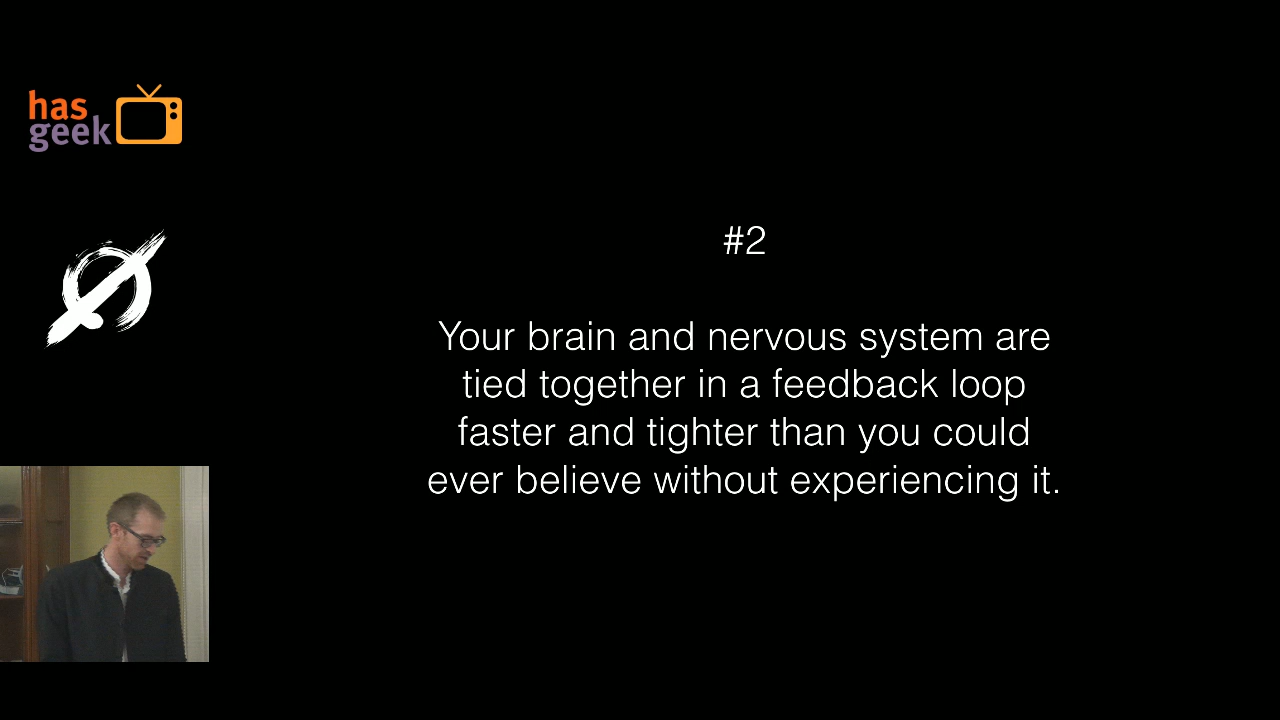 has
geek
#2
Your brain and nervous system are
tied together in a feedback loop
faster and tighter than you could
ever believe without experiencing it.